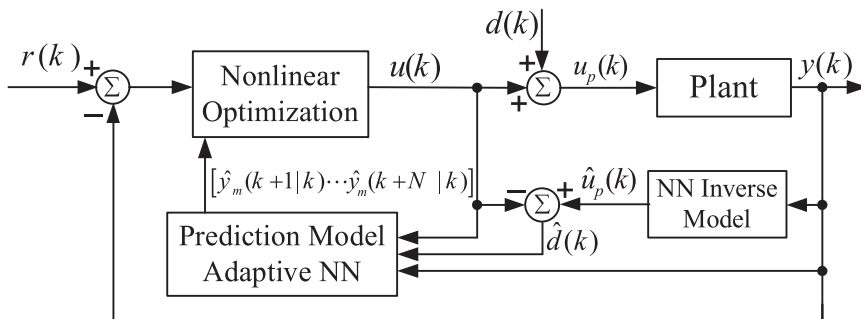 d(k)
r(k) + Σ Nonlinear Optimization u(k) + Σ u_p(k) Plant y(k)
−
+
[ŷ_m(k+1|k)⋯ŷ_m(k+N |k)]
− Σ + û_p(k) NN Inverse Model
Prediction Model
Adaptive NN
d̂(k)